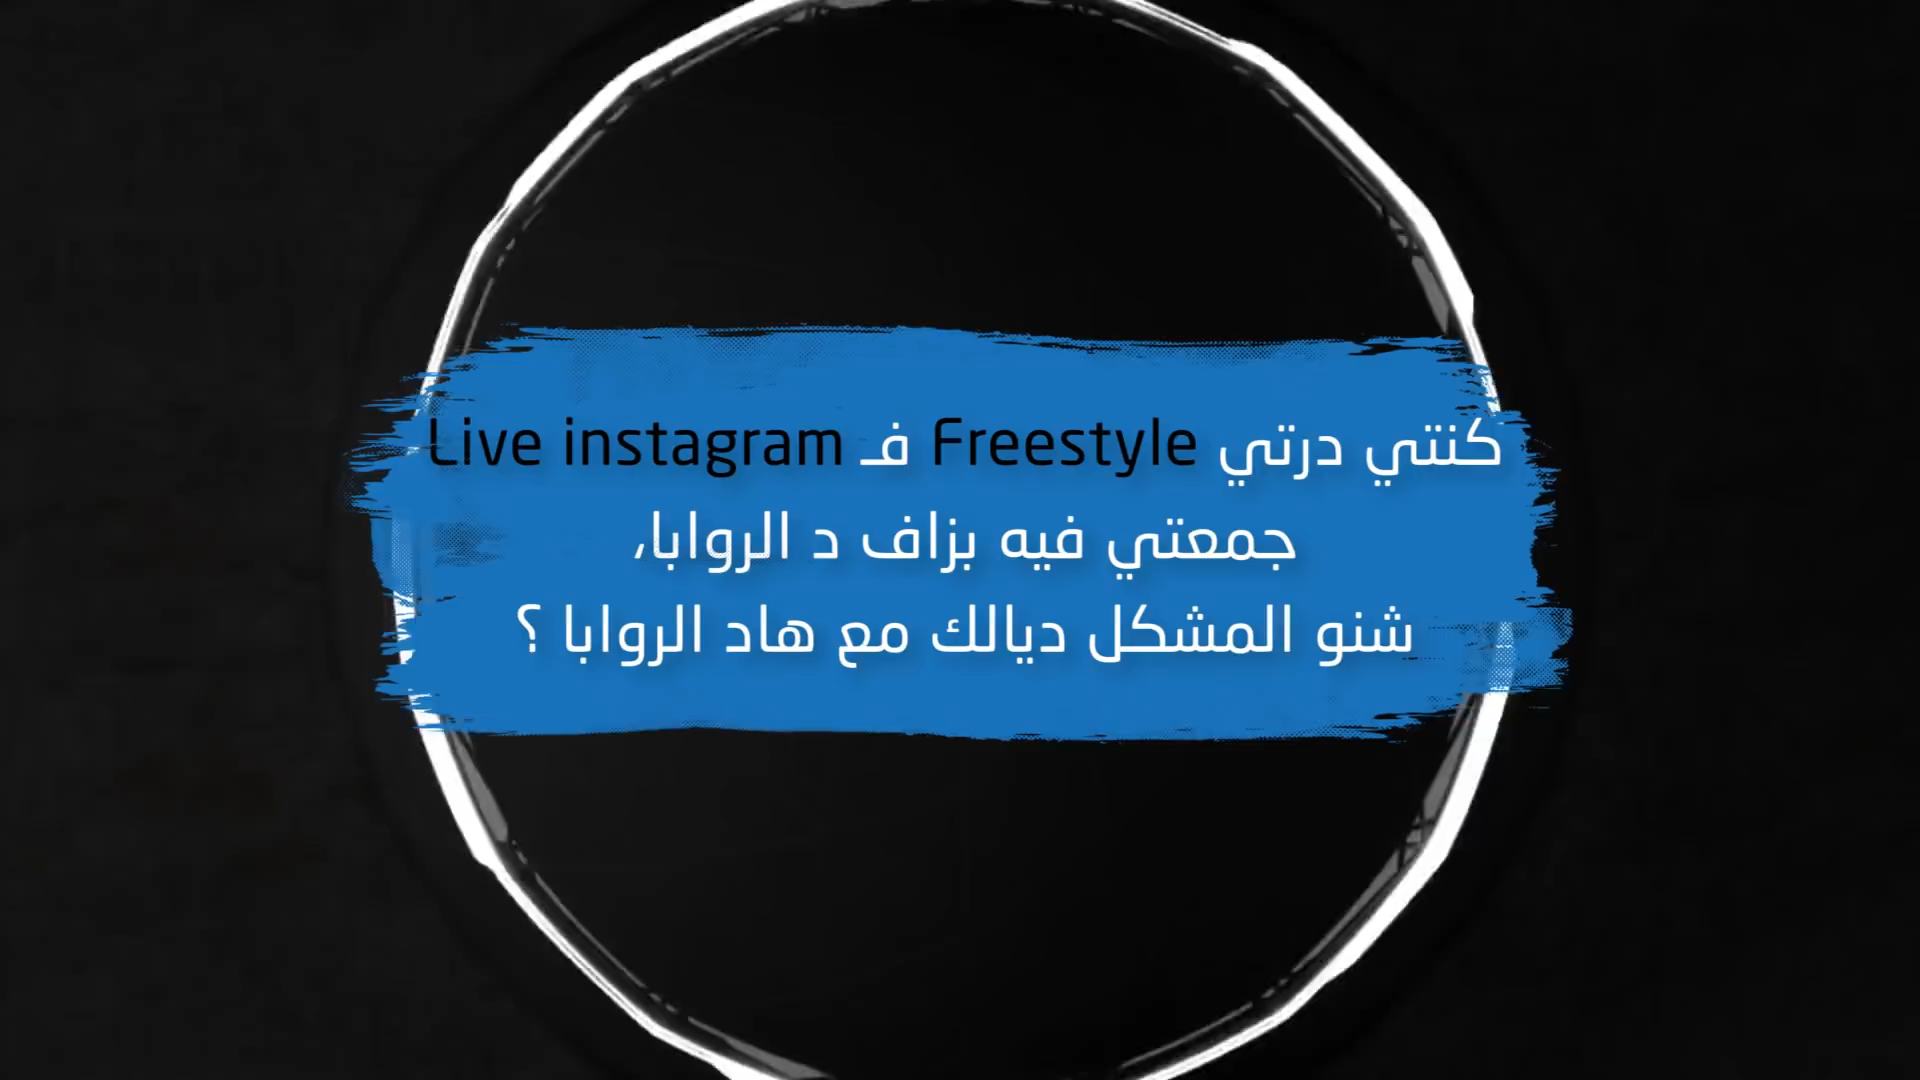 كنتي درتي Freestyle فـ Live instagram
جمعتي فيه بزاف د الروابا،
شنو المشكل ديالك مع هاد الروابا ؟